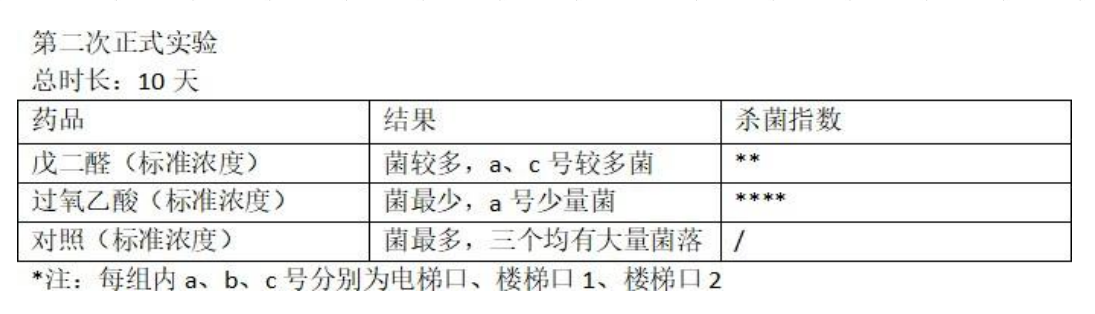 第二次正式实验
总时长：10 天
药品 结果 杀菌指数
戊二醛（标准浓度） 菌较多，a、c 号较多菌 **
过氧乙酸（标准浓度） 菌最少，a 号少量菌 ****
对照（标准浓度） 菌最多，三个均有大量菌落 /
*注：每组内 a、b、c 号分别为电梯口、楼梯口 1、楼梯口 2